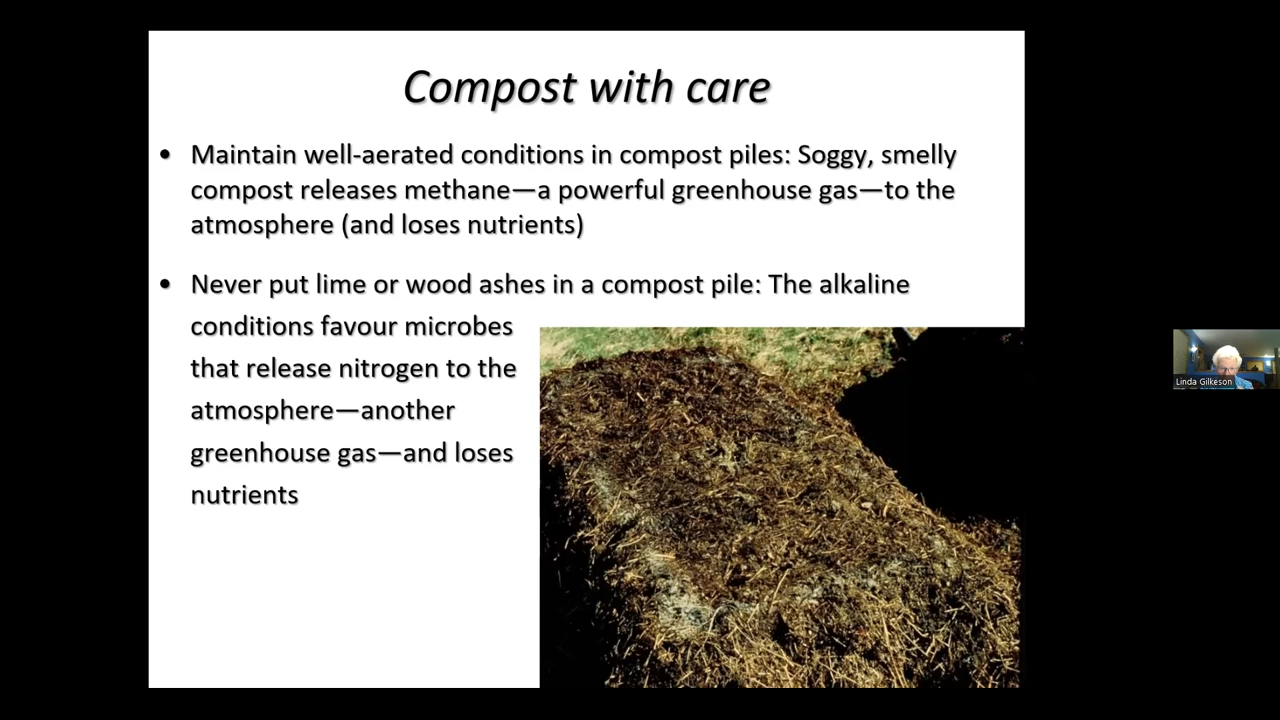 Compost with care
• Maintain well-aerated conditions in compost piles: Soggy, smelly
compost releases methane—a powerful greenhouse gas—to the
atmosphere (and loses nutrients)
• Never put lime or wood ashes in a compost pile: The alkaline
conditions favour microbes
that release nitrogen to the
atmosphere—another
greenhouse gas—and loses
nutrients
Linda Gilkeson